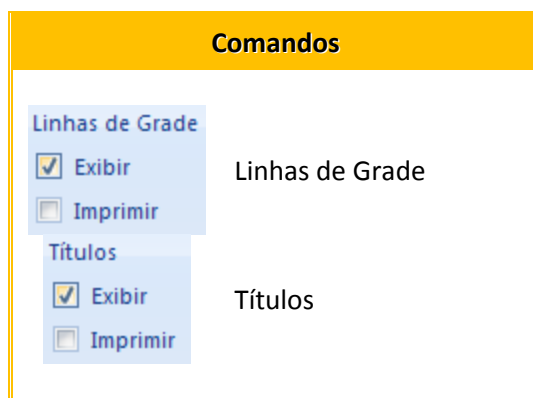 Comandos
Linhas de Grade
Exibir
Linhas de Grade
Imprimir
Títulos
Exibir
Títulos
Imprimir